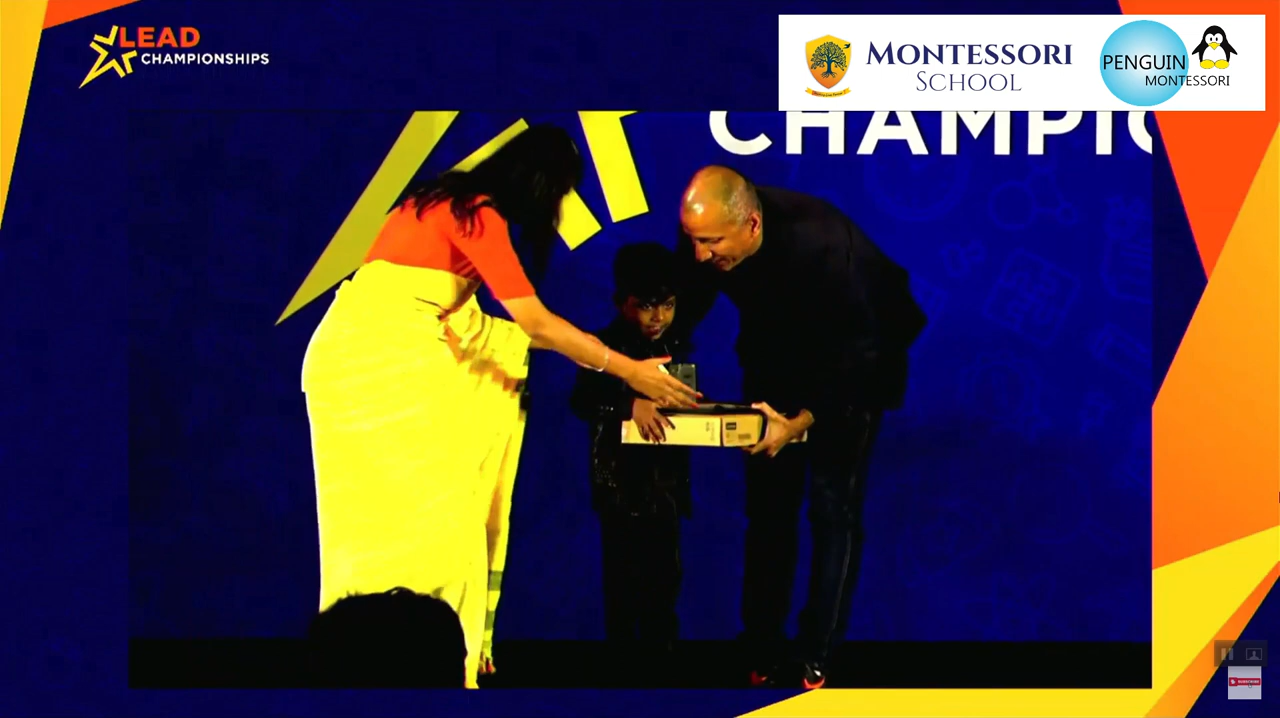 LEAD
CHAMPIONSHIPS
MONTESSORI
SCHOOL
PENGUIN
MONTESSORI
CHAMPIO